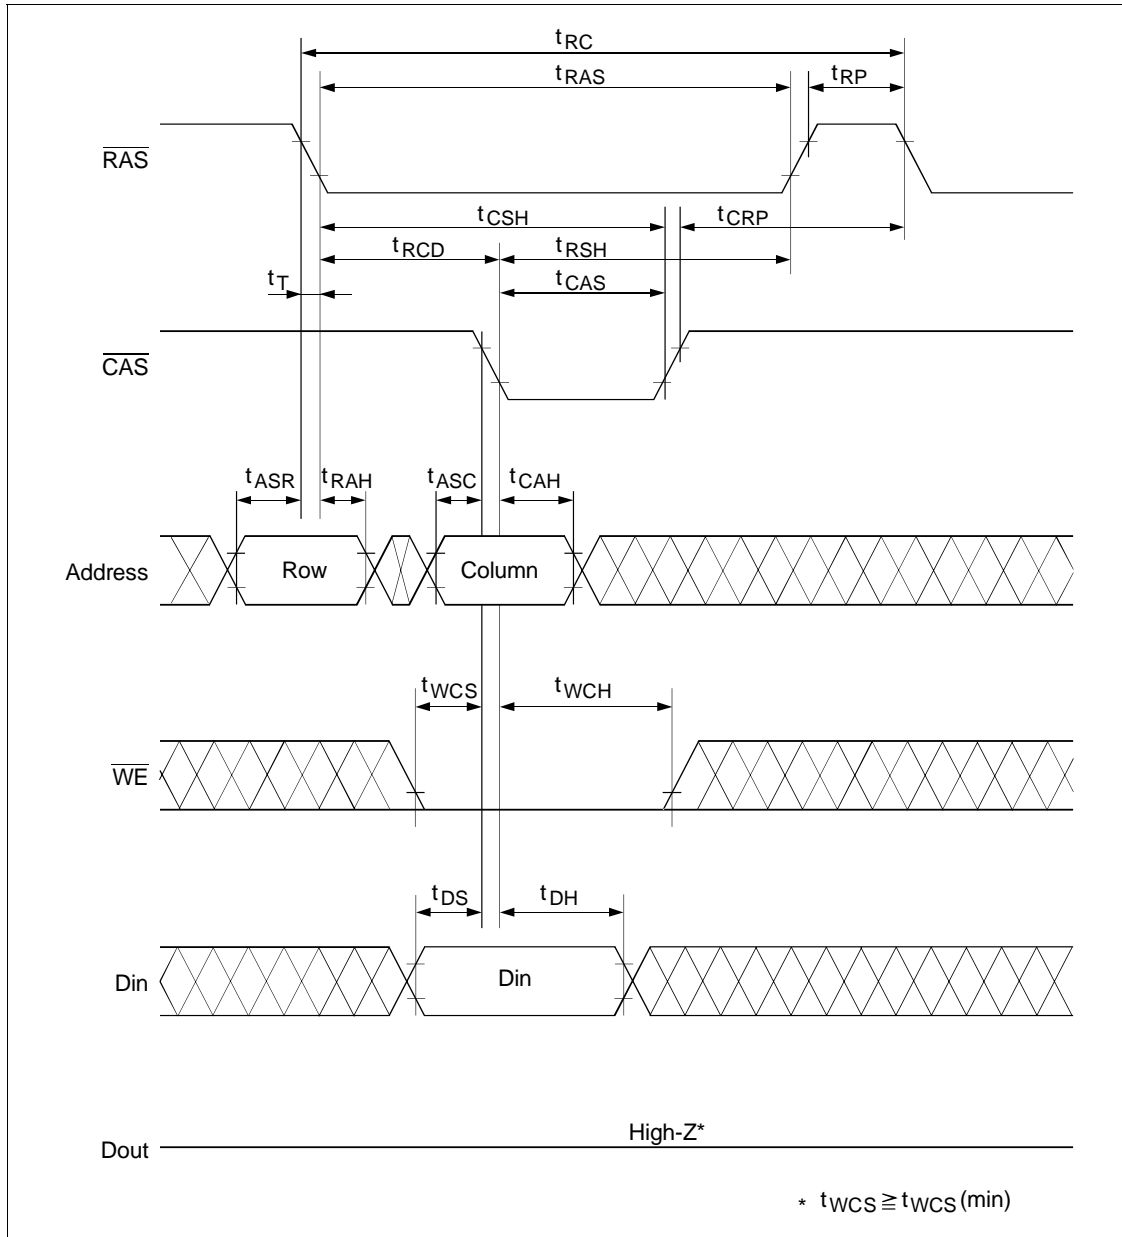 tRC
tRAS
tRP
RAS
tCSH
tCRP
tRCD
tRSH
tT
tCAS
CAS
tASR
tRAH
tASC
tCAH
Address
Row
Column
tWCS
tWCH
WE
tDS
tDH
Din
Din
High-Z*
Dout
* tWCS ≧ tWCS (min)